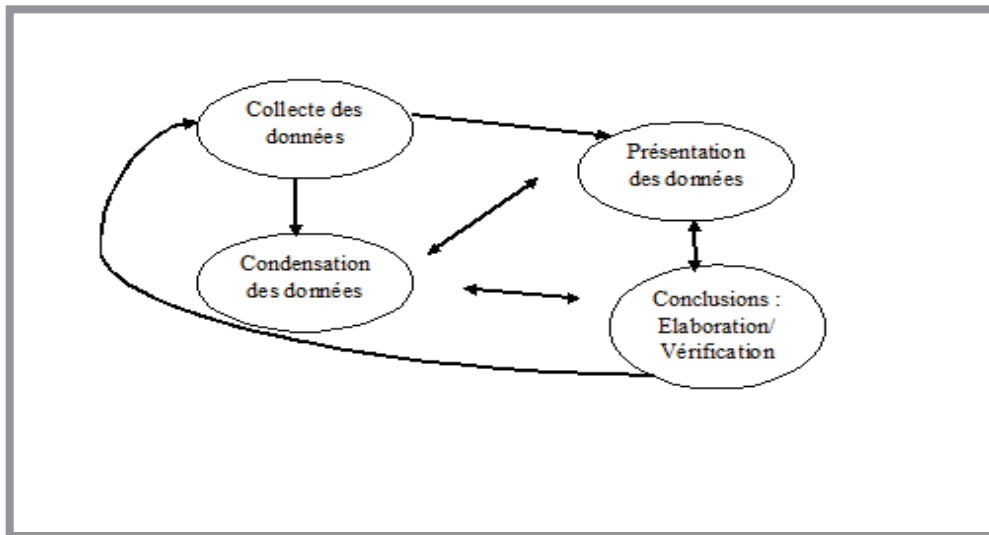 Collecte des
données
Présentation
des données
Condensation
des données
Conclusions :
Elaboration/
Vérification